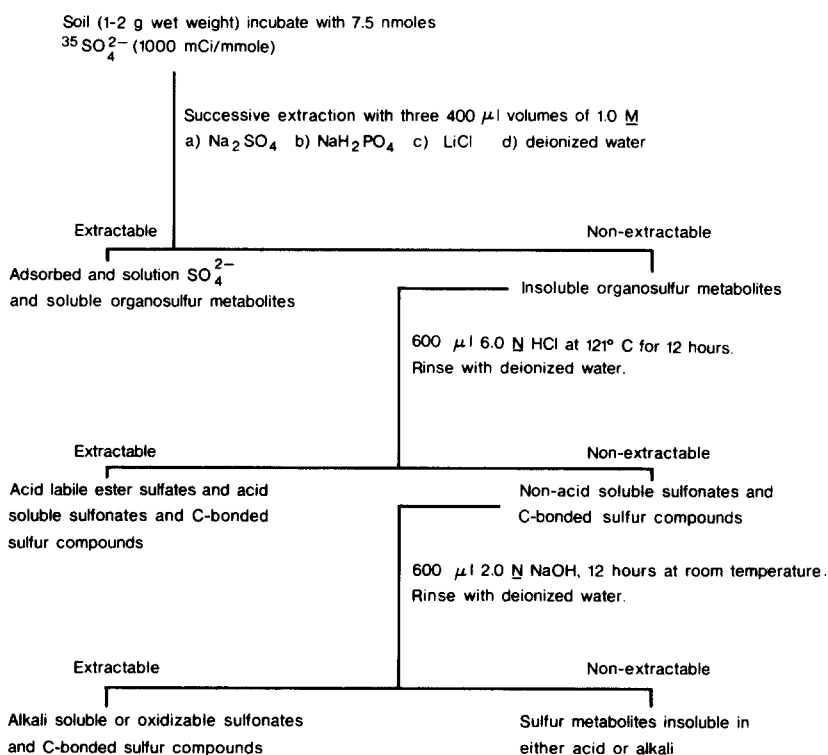 Soil (1-2 g wet weight) incubate with 7.5 nmoles
³⁵SO₄²⁻ (1000 mCi/mmole)
Successive extraction with three 400 μl volumes of 1.0 M
a) Na₂SO₄ b) NaH₂PO₄ c) LiCl d) deionized water
Extractable
Non-extractable
Adsorbed and solution SO₄²⁻
and soluble organosulfur metabolites
Insoluble organosulfur metabolites
600 μl 6.0 N HCl at 121° C for 12 hours.
Rinse with deionized water.
Extractable
Non-extractable
Acid labile ester sulfates and acid
soluble sulfonates and C-bonded
sulfur compounds
Non-acid soluble sulfonates and
C-bonded sulfur compounds
600 μl 2.0 N NaOH, 12 hours at room temperature.
Rinse with deionized water.
Extractable
Non-extractable
Alkali soluble or oxidizable sulfonates
and C-bonded sulfur compounds
Sulfur metabolites insoluble in
either acid or alkali